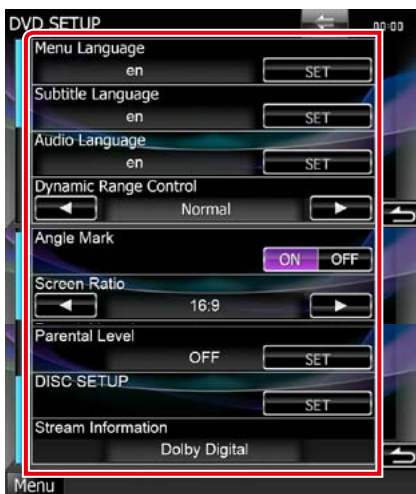 DVD SETUP
00:00
Menu Language
en SET
Subtitle Language
en SET
Audio Language
en SET
Dynamic Range Control
Normal
Angle Mark
ON OFF
Screen Ratio
16:9
Parental Level
OFF SET
DISC SETUP
SET
Stream Information
Dolby Digital
Menu